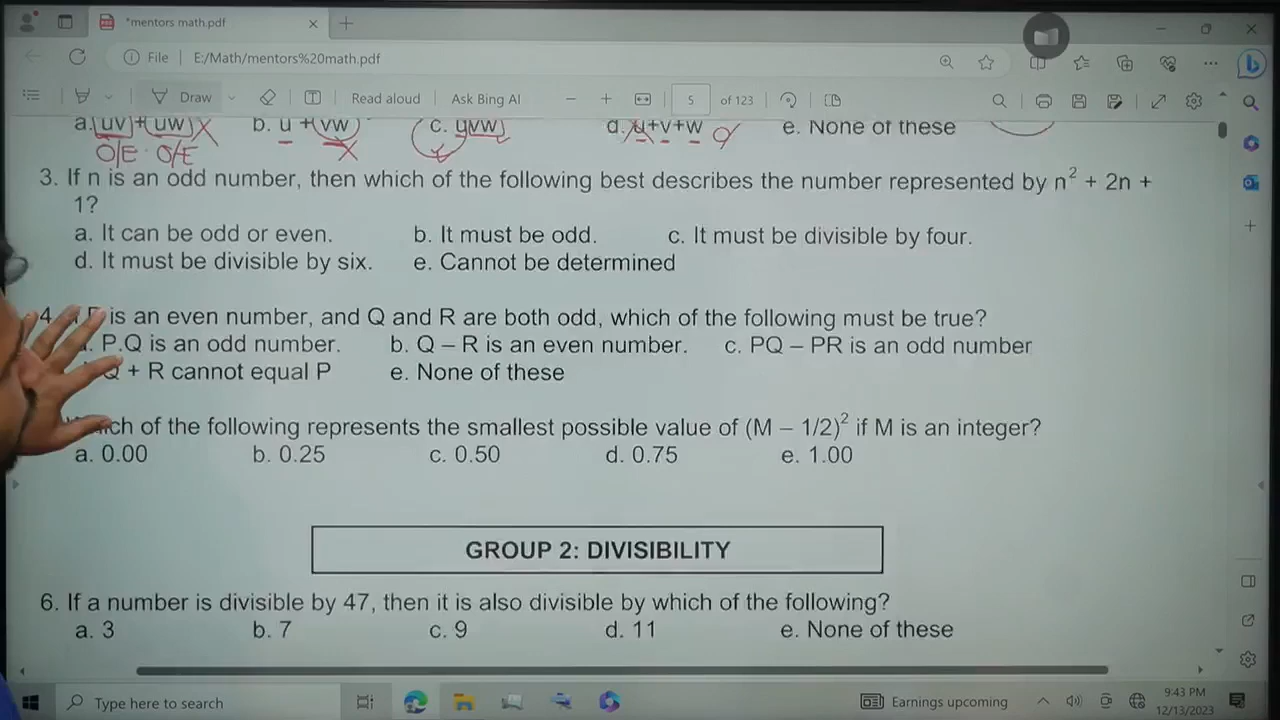 *mentors math.pdf
File E:/Math/mentors%20math.pdf
Draw Read aloud Ask Bing AI 5 of 123
a. uv + uw b. u + vw c. yvw d. u+v+w e. None of these
O/E · O/E
3. If n is an odd number, then which of the following best describes the number represented by n² + 2n +
1?
a. It can be odd or even. b. It must be odd. c. It must be divisible by four.
d. It must be divisible by six. e. Cannot be determined
4. is an even number, and Q and R are both odd, which of the following must be true?
P.Q is an odd number. b. Q – R is an even number. c. PQ – PR is an odd number
+ R cannot equal P e. None of these
of the following represents the smallest possible value of (M – 1/2)² if M is an integer?
a. 0.00 b. 0.25 c. 0.50 d. 0.75 e. 1.00
GROUP 2: DIVISIBILITY
6. If a number is divisible by 47, then it is also divisible by which of the following?
a. 3 b. 7 c. 9 d. 11 e. None of these
Type here to search Earnings upcoming 9:43 PM
12/13/2023